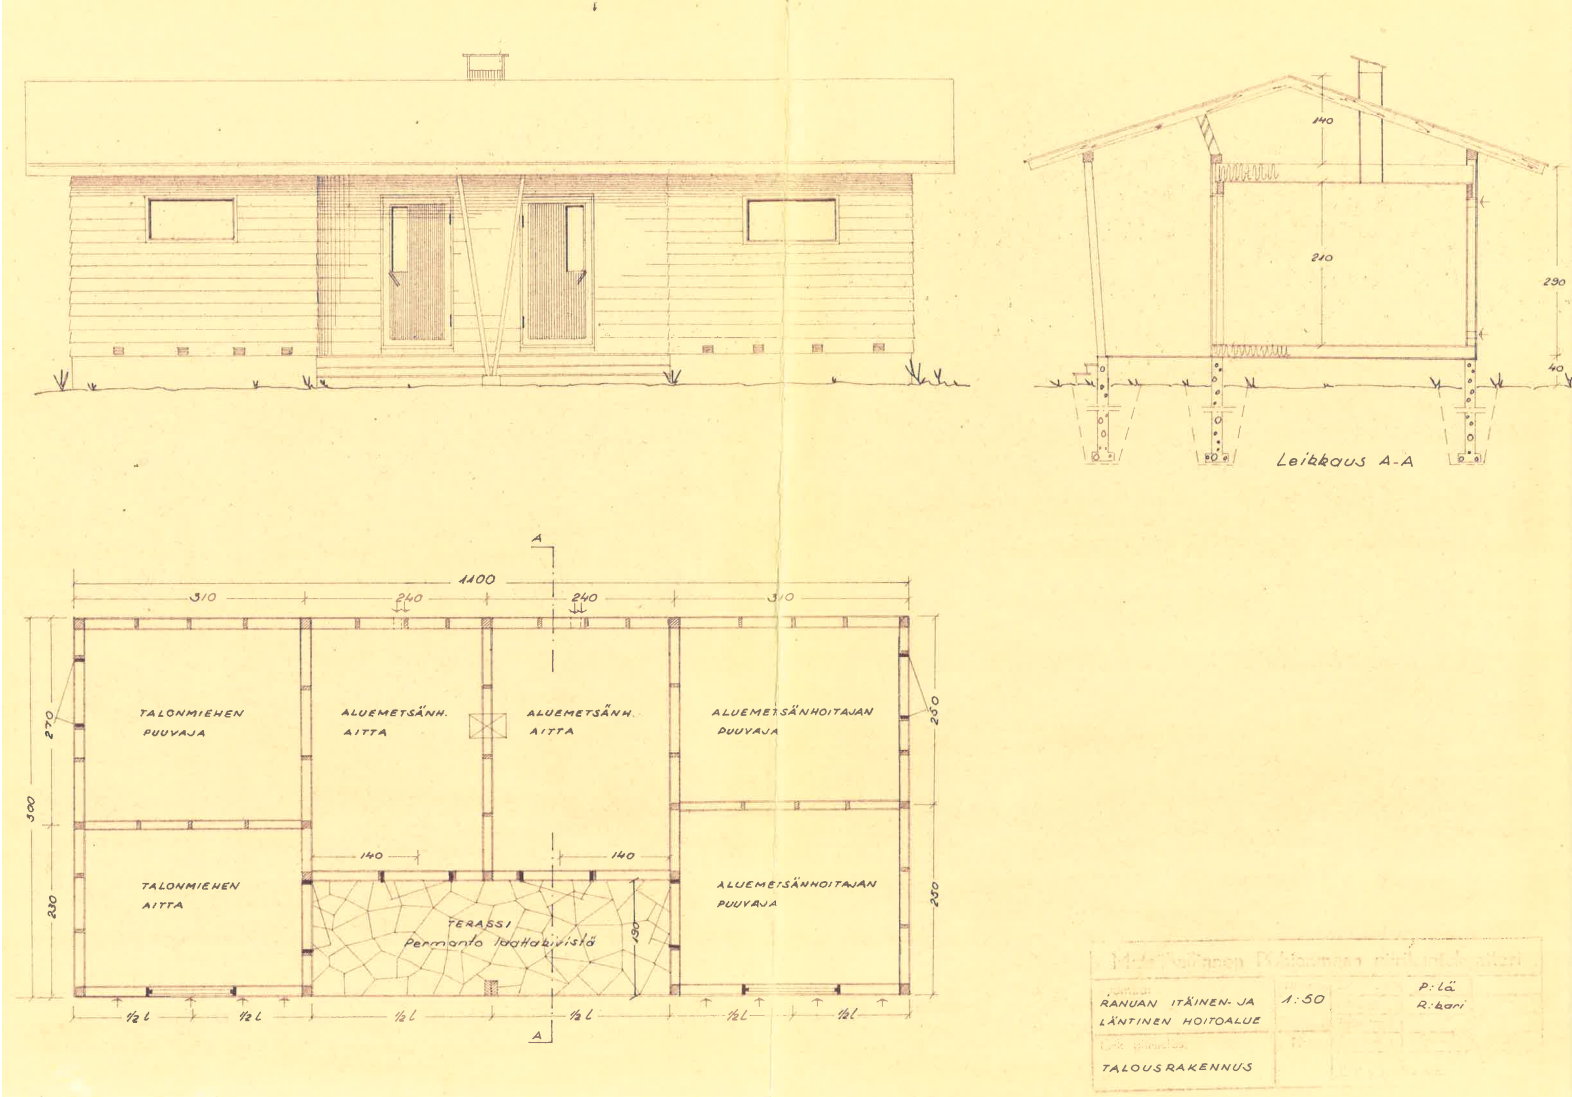 140
210
290
40
Leikkaus A-A
A
1100
310
240
240
310
500
270
230
TALONMIEHEN
PUUVAJA
ALUEMETSÄNH.
AITTA
ALUEMETSÄNH.
AITTA
ALUEMETSÄNHOITAJAN
PUUVAJA
250
250
140
140
TALONMIEHEN
AITTA
TERASSI
Permanto laattakivistä
190
ALUEMETSÄNHOITAJAN
PUUVAJA
½ L
½ L
½ L
½ L
½ L
½ L
A
RANUAN ITÄINEN- JA
LÄNTINEN HOITOALUE
1:50
P:lä
R:kari
TALOUSRAKENNUS